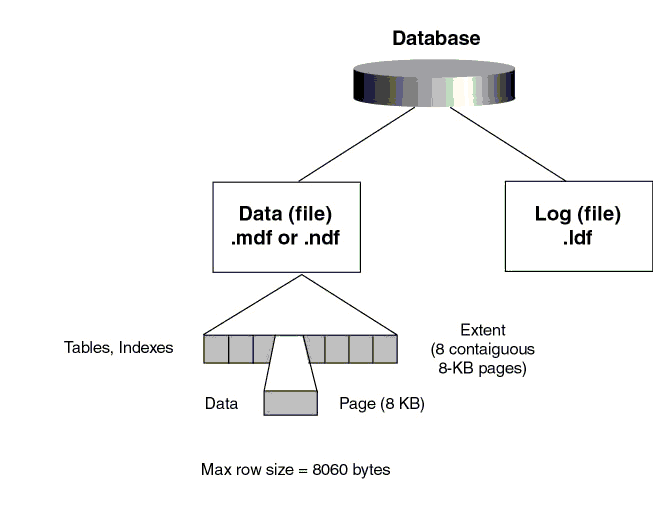 Database
Data (file)
.mdf or .ndf
Log (file)
.ldf
Tables, Indexes
Extent
(8 contaiguous
8-KB pages)
Data
Page (8 KB)
Max row size = 8060 bytes